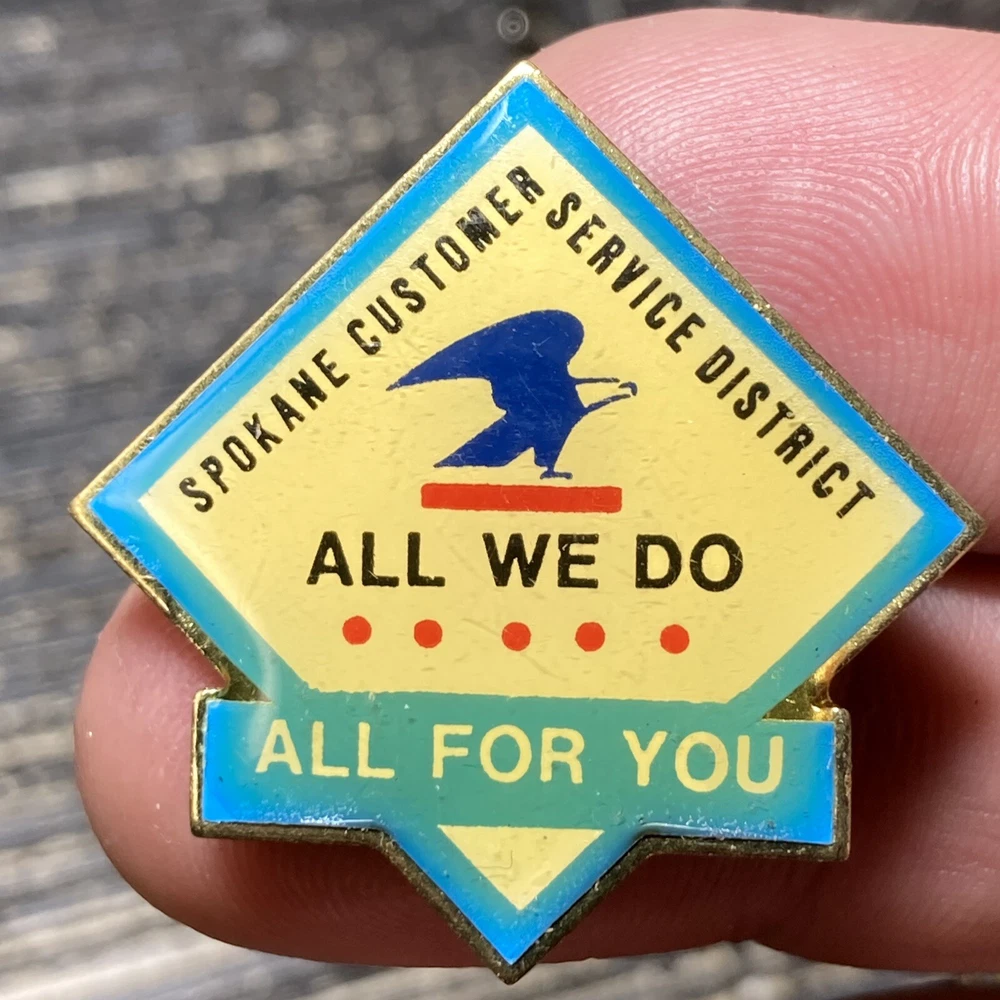 SPOKANE CUSTOMER SERVICE DISTRICT
ALL WE DO
ALL FOR YOU